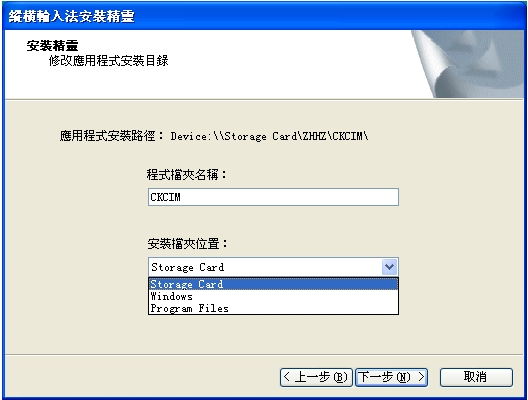 縱橫輸入法安裝精靈
安裝精靈
修改應用程式安裝目錄
應用程式安裝路徑： Device:\\Storage Card\ZHHZ\CKCIM\
程式檔夾名稱：
CKCIM
安裝檔夾位置：
Storage Card
Storage Card
Windows
Program Files
< 上一步(B) 下一步(N) > 取消